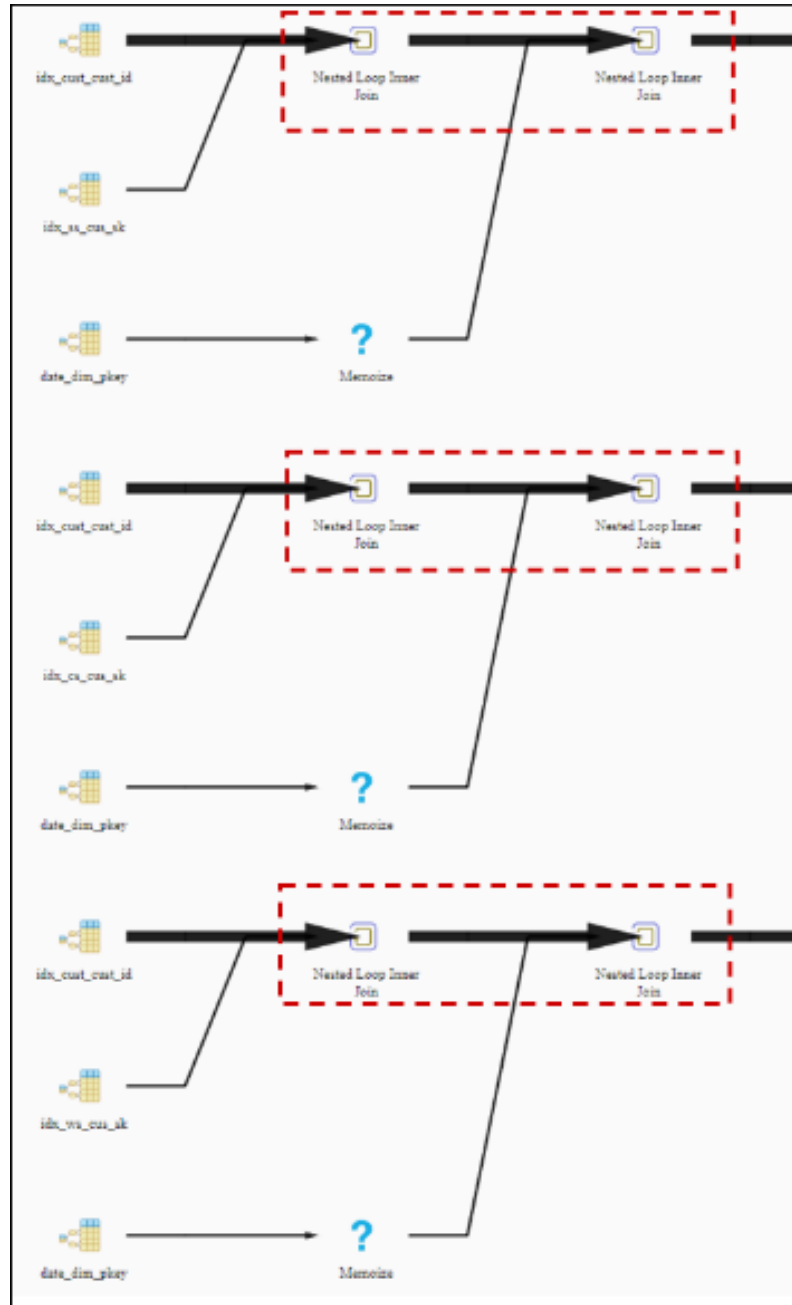 idx_cust_cust_id
Nested Loop Inner
Join
Nested Loop Inner
Join
idx_ss_cus_sk
date_dim_pkey
?
Memoize
idx_cust_cust_id
Nested Loop Inner
Join
Nested Loop Inner
Join
idx_cs_cus_sk
date_dim_pkey
?
Memoize
idx_cust_cust_id
Nested Loop Inner
Join
Nested Loop Inner
Join
idx_ws_cus_sk
date_dim_pkey
?
Memoize